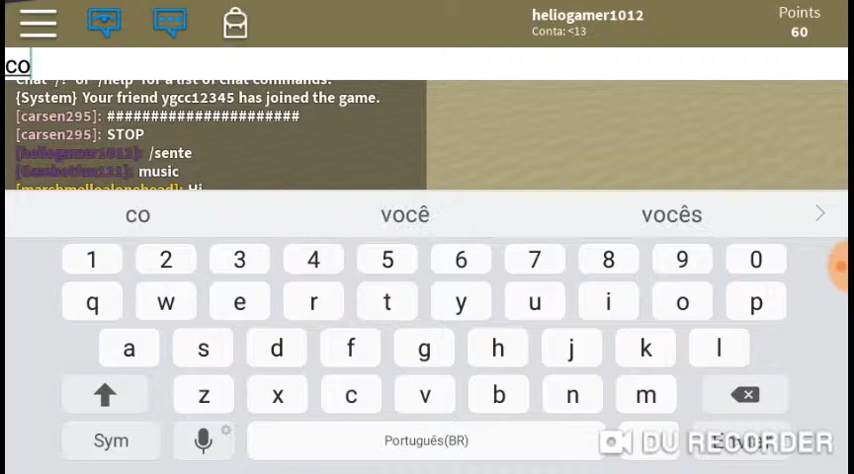 heliogamer1012
Conta: <13
Points
60
co
Chat '/?' or '/help' for a list of chat commands.
{System} Your friend ygcc12345 has joined the game.
[carsen295]: ######################
[carsen295]: STOP
[heliogamer1012]: /sente
music
[marshmelloalonehead]: Hi
co você vocês
1 2 3 4 5 6 7 8 9 0
q w e r t y u i o p
a s d f g h j k l
z x c v b n m
Sym
Português(BR)
DU RECORDER